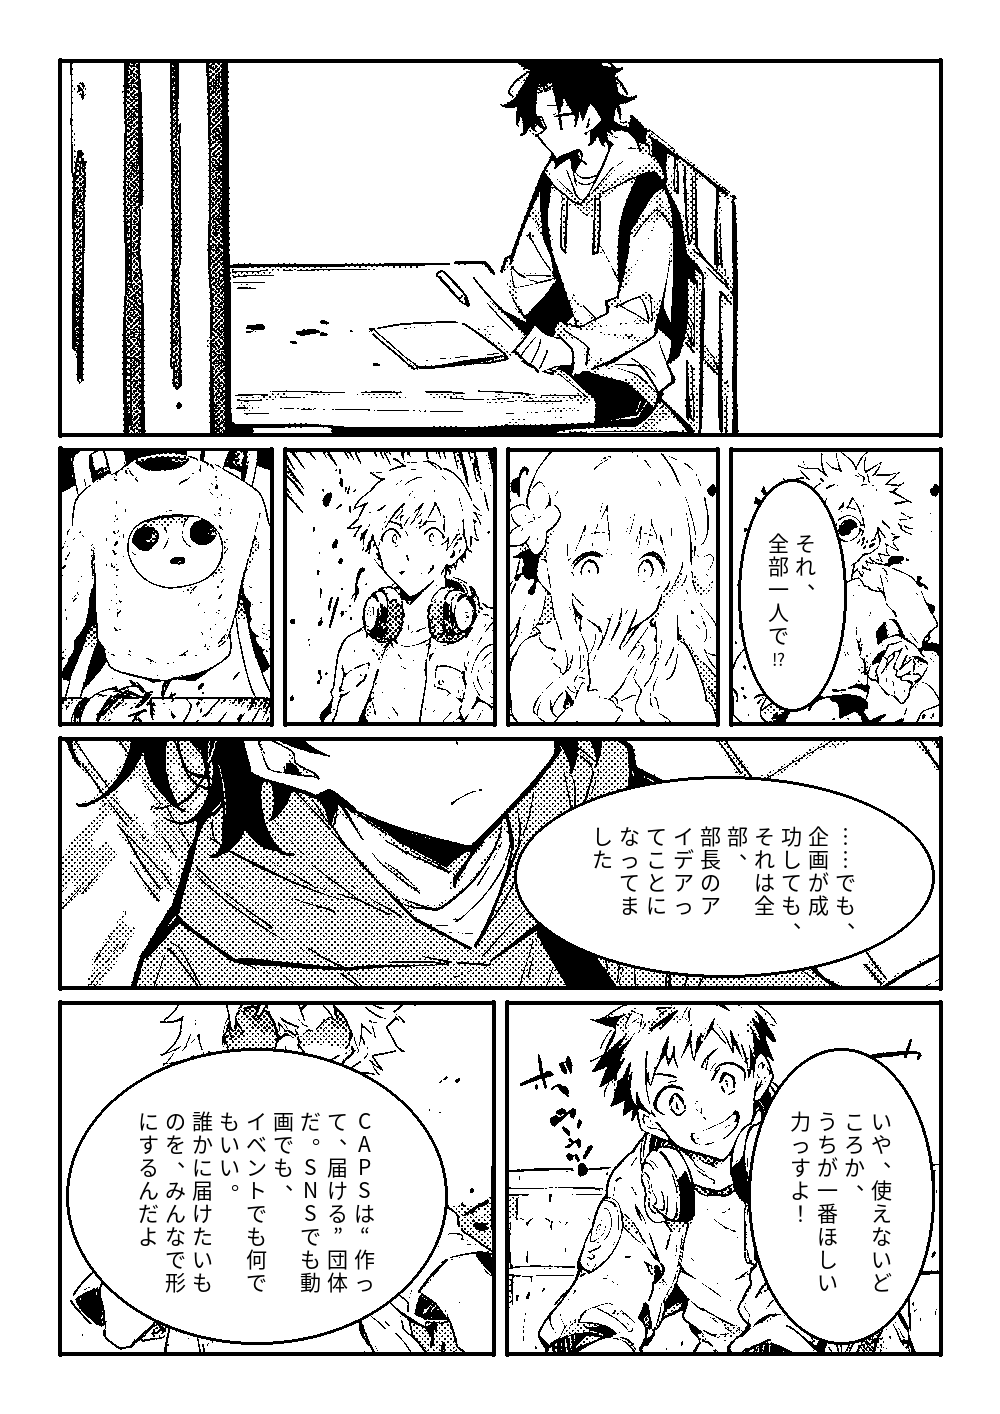 それ、
全部一人で⁉
……でも、
企画が成
功しても、
それは全
部、
部長のア
イデアっ
てことに
なってま
した
いや、使えないど
ころか、
うちが一番ほしい
力っすよ！
CAPSは“作っ
て、届ける”団体
だ。SNSでも動
画でも、
イベントでも何で
もいい。
誰かに届けたいも
のを、みんなで形
にするんだよ